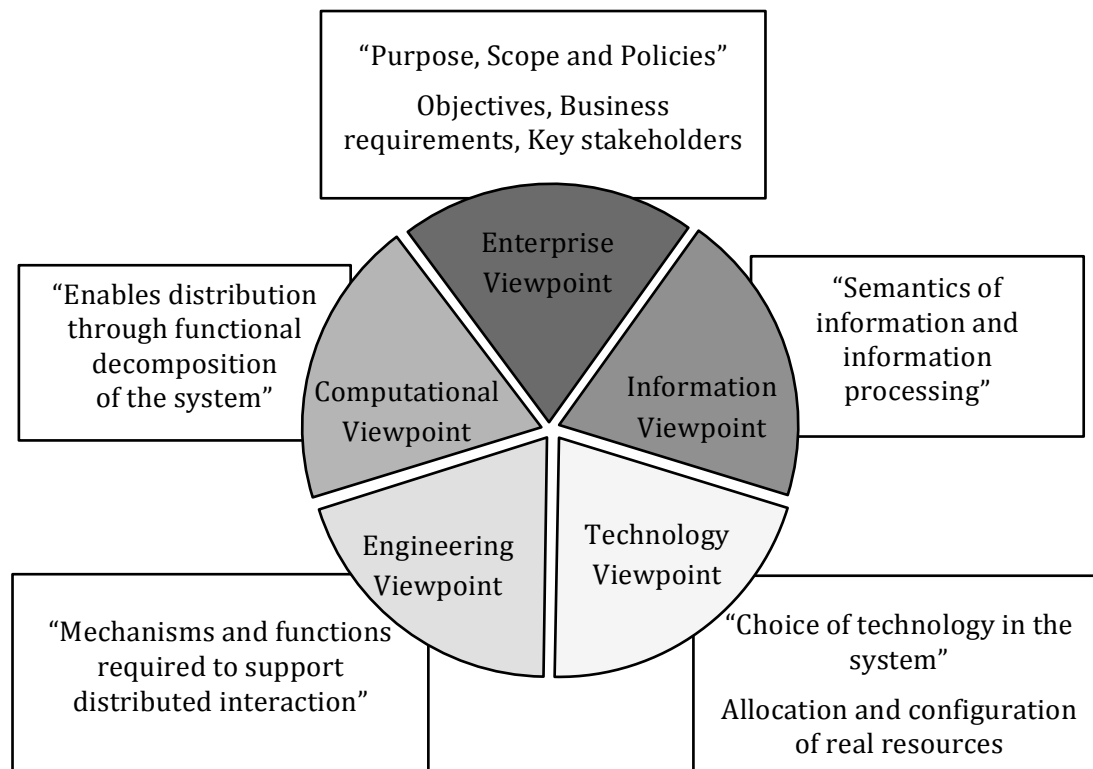 “Purpose, Scope and Policies”
Objectives, Business
requirements, Key stakeholders
Enterprise
Viewpoint
“Enables distribution
through functional
decomposition
of the system”
Computational
Viewpoint
“Semantics of
information and
information
processing”
Information
Viewpoint
Engineering
Viewpoint
Technology
Viewpoint
“Mechanisms and functions
required to support
distributed interaction”
“Choice of technology in the
system”
Allocation and configuration
of real resources